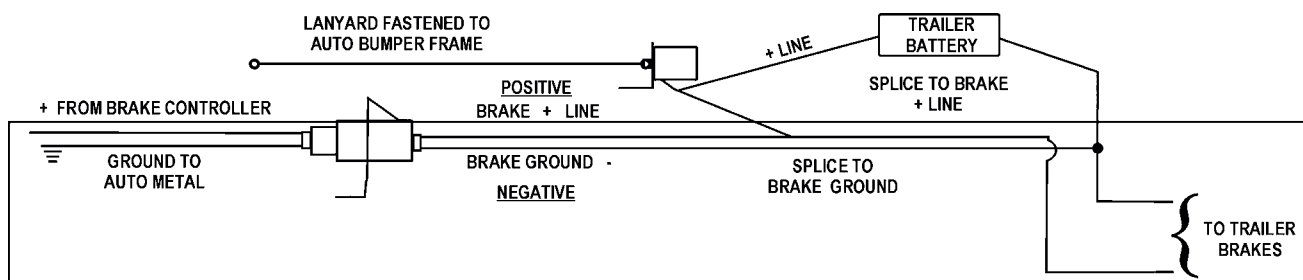 LANYARD FASTENED TO
AUTO BUMPER FRAME
+ LINE
TRAILER
BATTERY
POSITIVE
SPLICE TO BRAKE
+ LINE
+ FROM BRAKE CONTROLLER
BRAKE + LINE
GROUND TO
AUTO METAL
BRAKE GROUND -
NEGATIVE
SPLICE TO
BRAKE GROUND
TO TRAILER
BRAKES